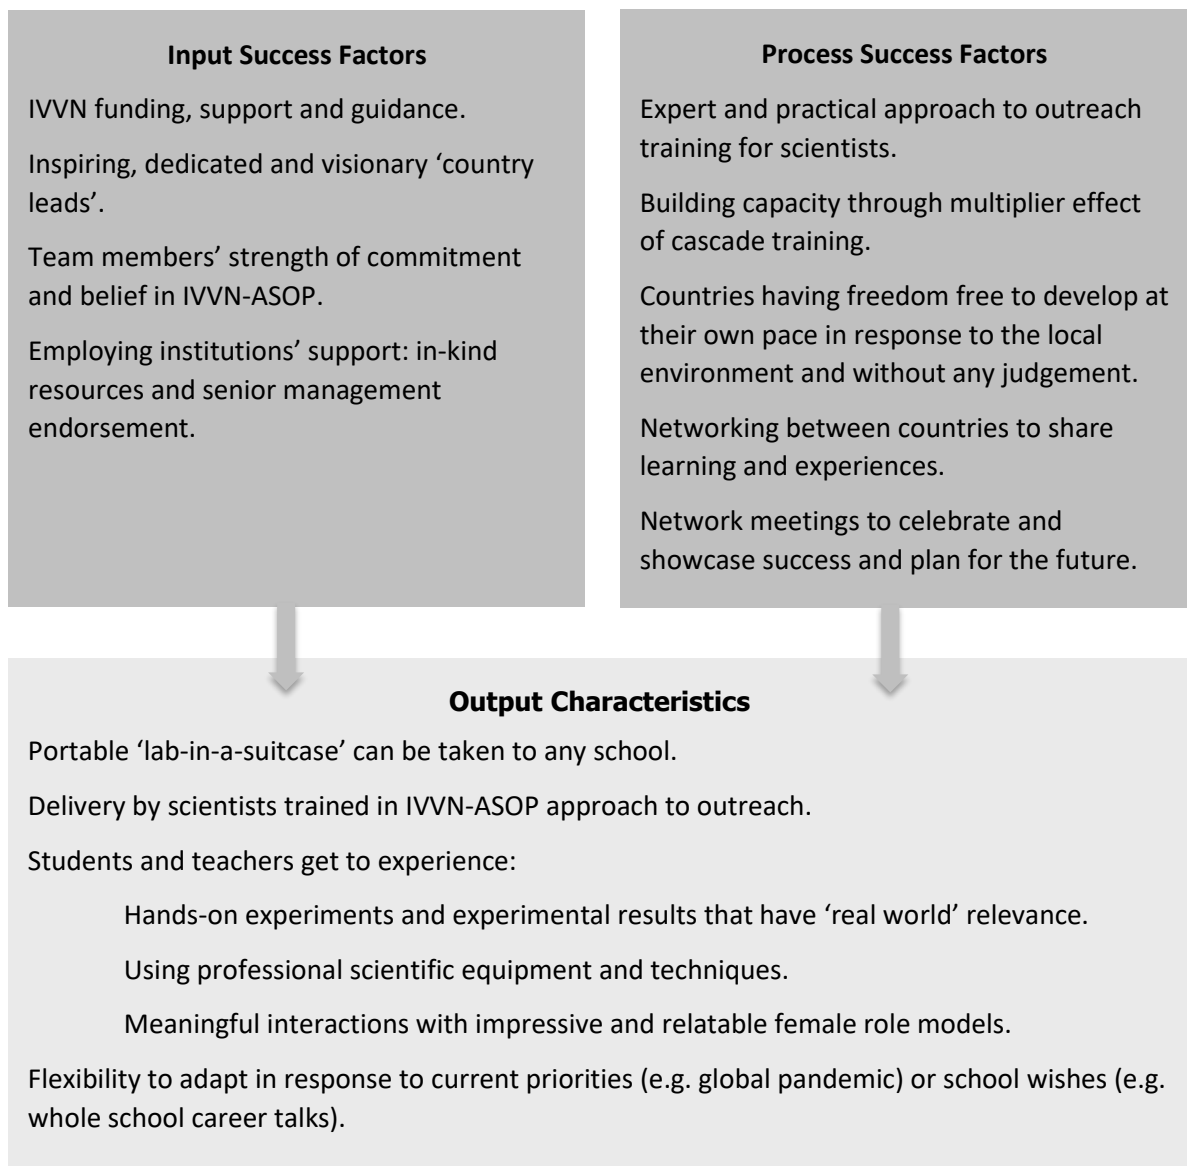 Input Success Factors
IVVN funding, support and guidance.
Inspiring, dedicated and visionary ‘country
leads’.
Team members’ strength of commitment
and belief in IVVN-ASOP.
Employing institutions’ support: in-kind
resources and senior management
endorsement.
Process Success Factors
Expert and practical approach to outreach
training for scientists.
Building capacity through multiplier effect
of cascade training.
Countries having freedom free to develop at
their own pace in response to the local
environment and without any judgement.
Networking between countries to share
learning and experiences.
Network meetings to celebrate and
showcase success and plan for the future.
Output Characteristics
Portable ‘lab-in-a-suitcase’ can be taken to any school.
Delivery by scientists trained in IVVN-ASOP approach to outreach.
Students and teachers get to experience:
Hands-on experiments and experimental results that have ‘real world’ relevance.
Using professional scientific equipment and techniques.
Meaningful interactions with impressive and relatable female role models.
Flexibility to adapt in response to current priorities (e.g. global pandemic) or school wishes (e.g.
whole school career talks).